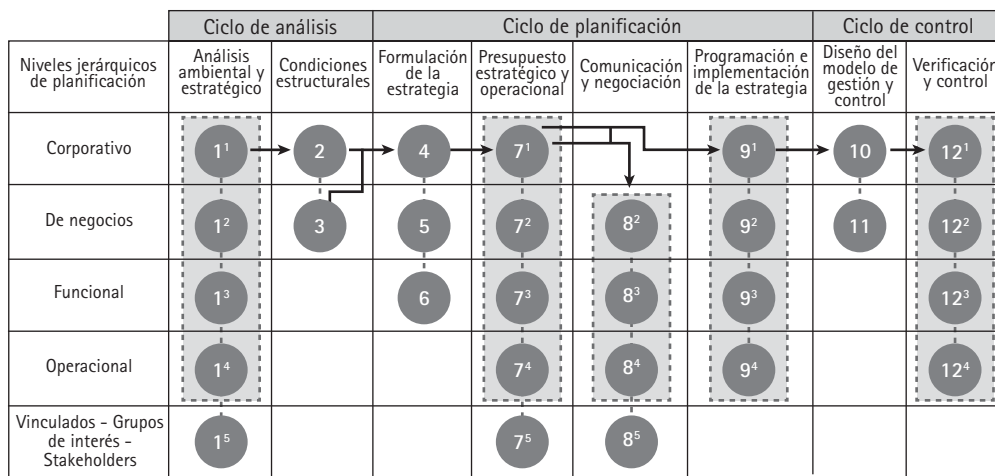 Ciclo de análisis
Ciclo de planificación
Ciclo de control
Niveles jerárquicos
de planificación
Análisis
ambiental y
estratégico
Condiciones
estructurales
Formulación
de la
estrategia
Presupuesto
estratégico y
operacional
Comunicación
y negociación
Programación e
implementación
de la estrategia
Diseño del
modelo de
gestión y
control
Verificación
y control
Corporativo
1¹
2
4
7¹
9¹
10
12¹
De negocios
1²
3
5
7²
8²
9²
11
12²
Funcional
1³
6
7³
8³
9³
12³
Operacional
1⁴
7⁴
8⁴
9⁴
12⁴
Vinculados - Grupos
de interés -
Stakeholders
1⁵
7⁵
8⁵